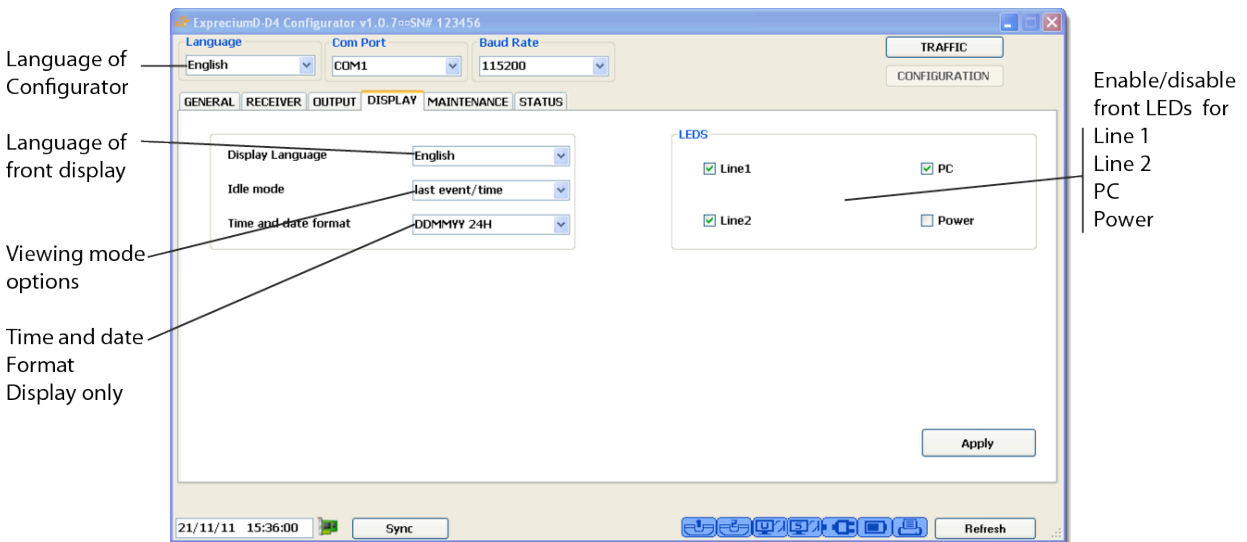 ExpreciumD-D4 Configurator v1.0.7¤¤SN# 123456
Language
Com Port
Baud Rate
English
COM1
115200
TRAFFIC
CONFIGURATION
GENERAL RECEIVER OUTPUT DISPLAY MAINTENANCE STATUS
Display Language
English
Idle mode
last event/time
Time and date format
DDMMYY 24H
LEDS
Line1
PC
Line2
Power
Apply
21/11/11 15:36:00
Sync
1
2
U
S
Refresh
Language of
Configurator
Language of
front display
Viewing mode
options
Time and date
Format
Display only
Enable/disable
front LEDs for
Line 1
Line 2
PC
Power